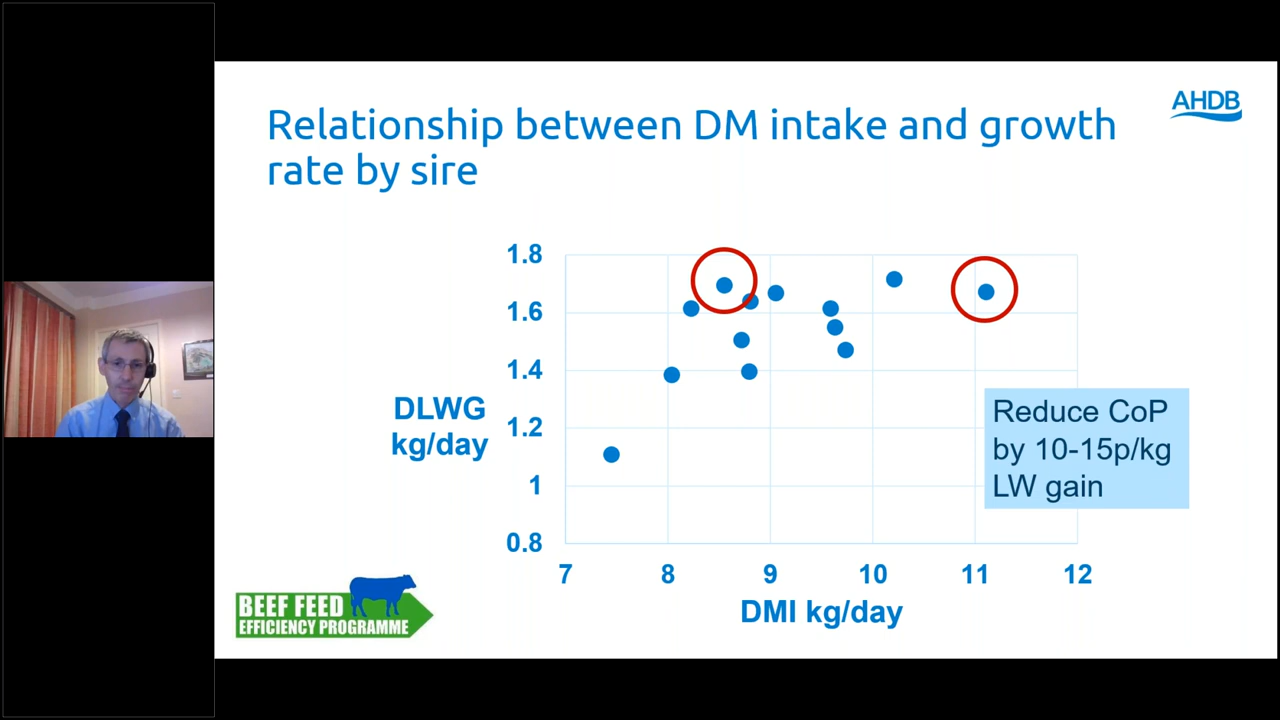 Relationship between DM intake and growth
rate by sire
AHDB
1.8
1.6
1.4
1.2
1
0.8
DLWG
kg/day
Reduce CoP
by 10-15p/kg
LW gain
7 8 9 10 11 12
DMI kg/day
BEEF FEED
EFFICIENCY PROGRAMME